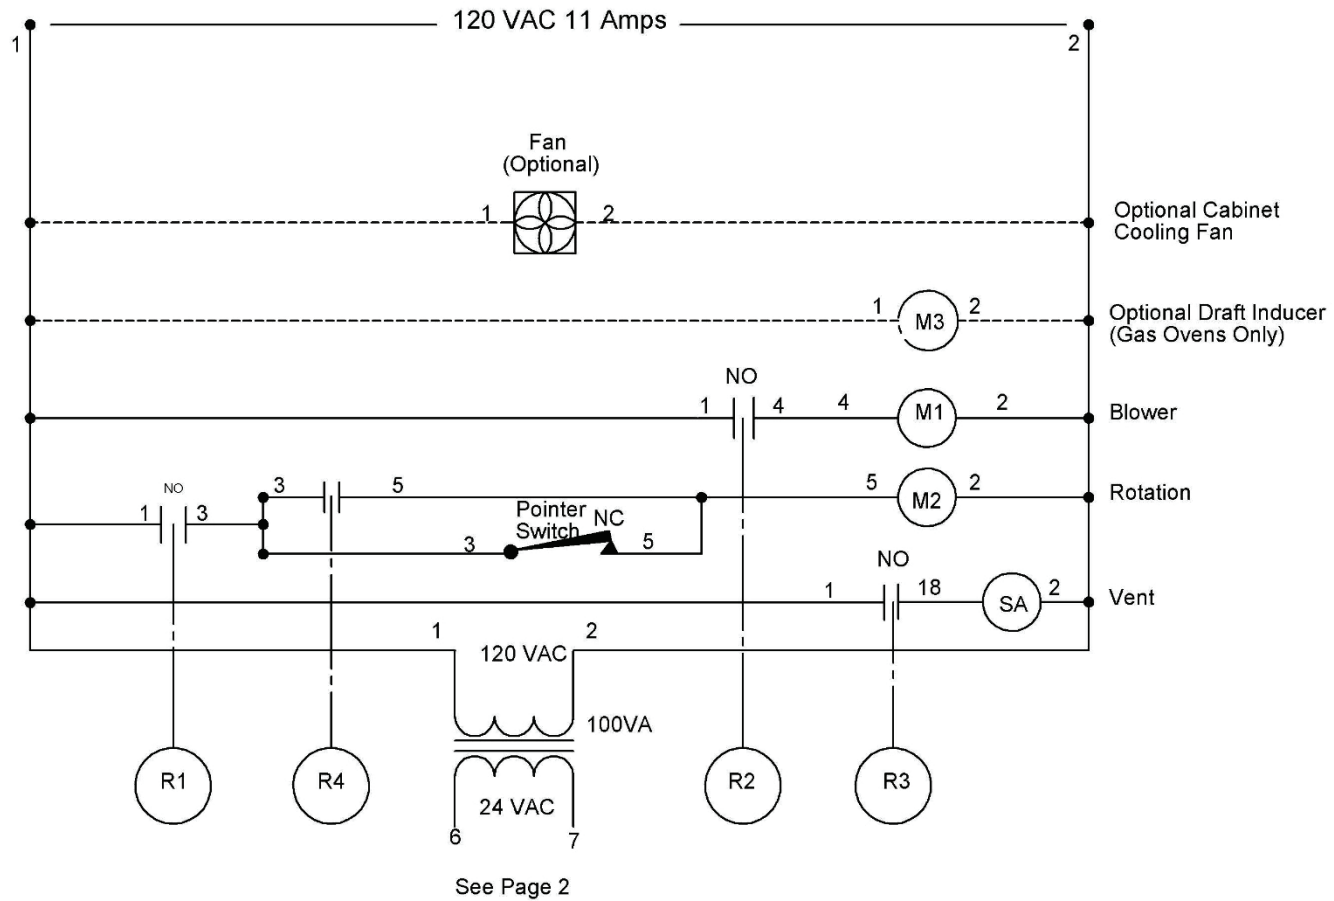 120 VAC 11 Amps
1
2
Fan
(Optional)
1
2
Optional Cabinet
Cooling Fan
1
M3
2
Optional Draft Inducer
(Gas Ovens Only)
NO
1
4
4
M1
2
Blower
NO
1
3
3
5
5
M2
2
Rotation
Pointer
Switch
NC
3
5
NO
1
18
SA
2
Vent
1
2
120 VAC
100VA
R1
R4
R2
R3
24 VAC
6
7
See Page 2